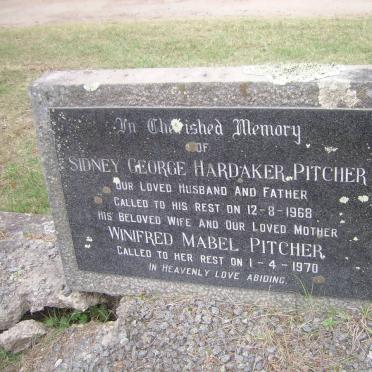 In Cherished Memory
OF
SIDNEY GEORGE HARDAKER PITCHER
OUR LOVED HUSBAND AND FATHER
CALLED TO HIS REST ON 12-8-1968
HIS BELOVED WIFE AND OUR LOVED MOTHER
WINIFRED MABEL PITCHER
CALLED TO HER REST ON 1-4-1970
IN HEAVENLY LOVE ABIDING.